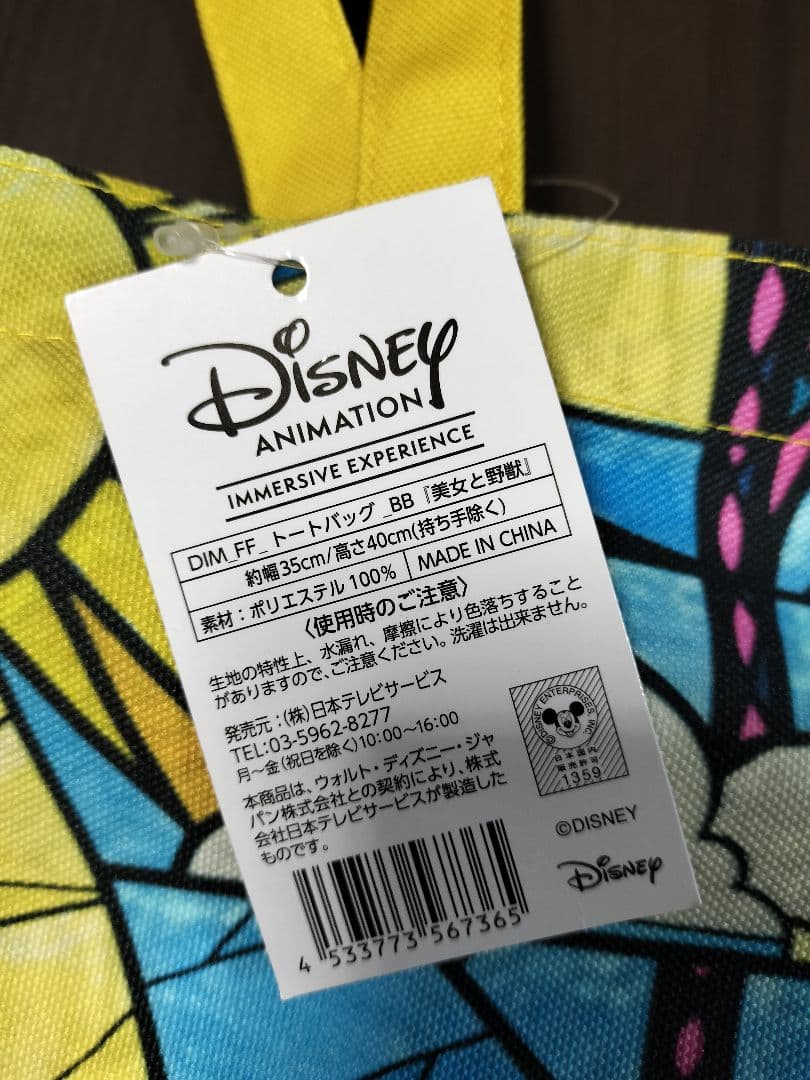 Disney
ANIMATION
IMMERSIVE EXPERIENCE
DIM_FF_トートバッグ_BB『美女と野獣』
約幅35cm/高さ40cm(持ち手除く)
素材：ポリエステル100% MADE IN CHINA
〈使用時のご注意〉
生地の特性上、水漏れ、摩擦により色落ちすること
がありますので、ご注意ください。洗濯は出来ません。
発売元：(株)日本テレビサービス
TEL:03-5962-8277
月～金(祝日を除く)10:00～16:00
本商品は、ウォルト・ディズニー・ジャ
パン株式会社との契約により、株式
会社日本テレビサービスが製造した
ものです。
©DISNEY ENTERPRISES, INC.
日本国内
販売許可
1359
©DISNEY
Disney
4 533773 567365